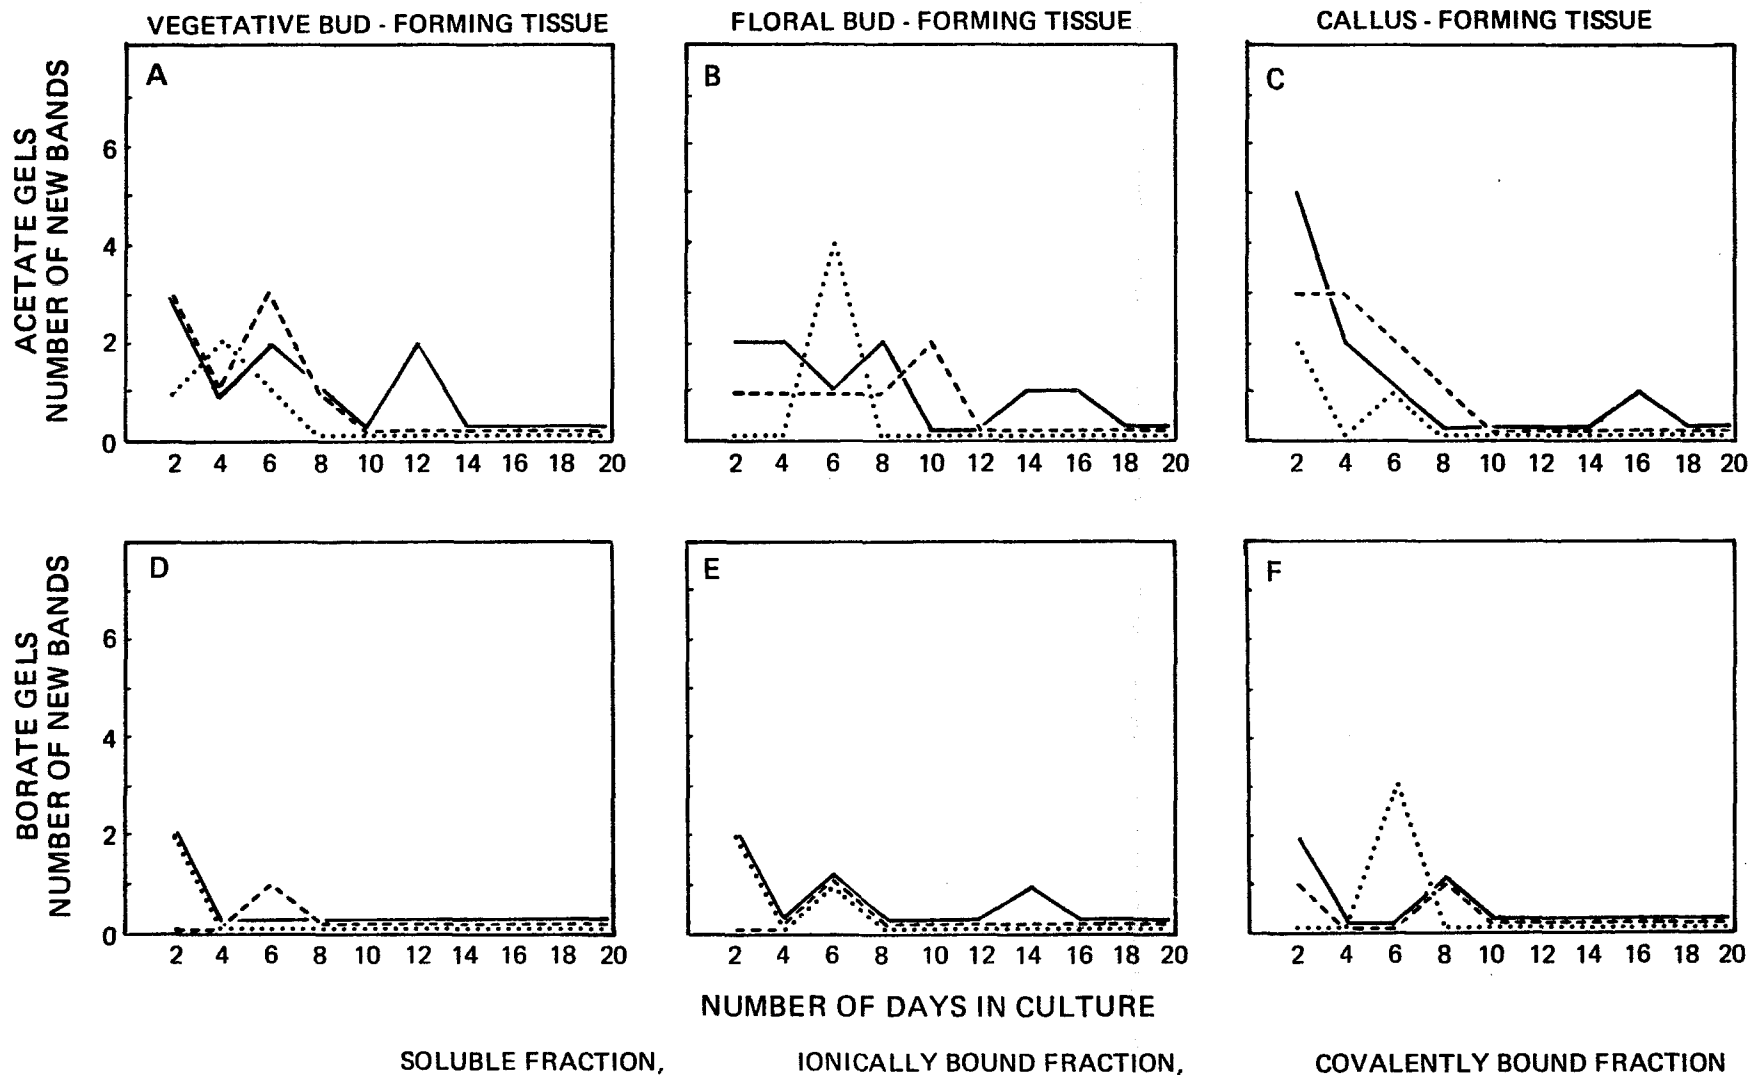 VEGETATIVE BUD - FORMING TISSUE
FLORAL BUD - FORMING TISSUE
CALLUS - FORMING TISSUE
ACETATE GELS
NUMBER OF NEW BANDS
A
B
C
6
4
2
0
2 4 6 8 10 12 14 16 18 20
2 4 6 8 10 12 14 16 18 20
2 4 6 8 10 12 14 16 18 20
BORATE GELS
NUMBER OF NEW BANDS
D
E
F
6
4
2
0
2 4 6 8 10 12 14 16 18 20
2 4 6 8 10 12 14 16 18 20
2 4 6 8 10 12 14 16 18 20
NUMBER OF DAYS IN CULTURE
SOLUBLE FRACTION, IONICALLY BOUND FRACTION, COVALENTLY BOUND FRACTION